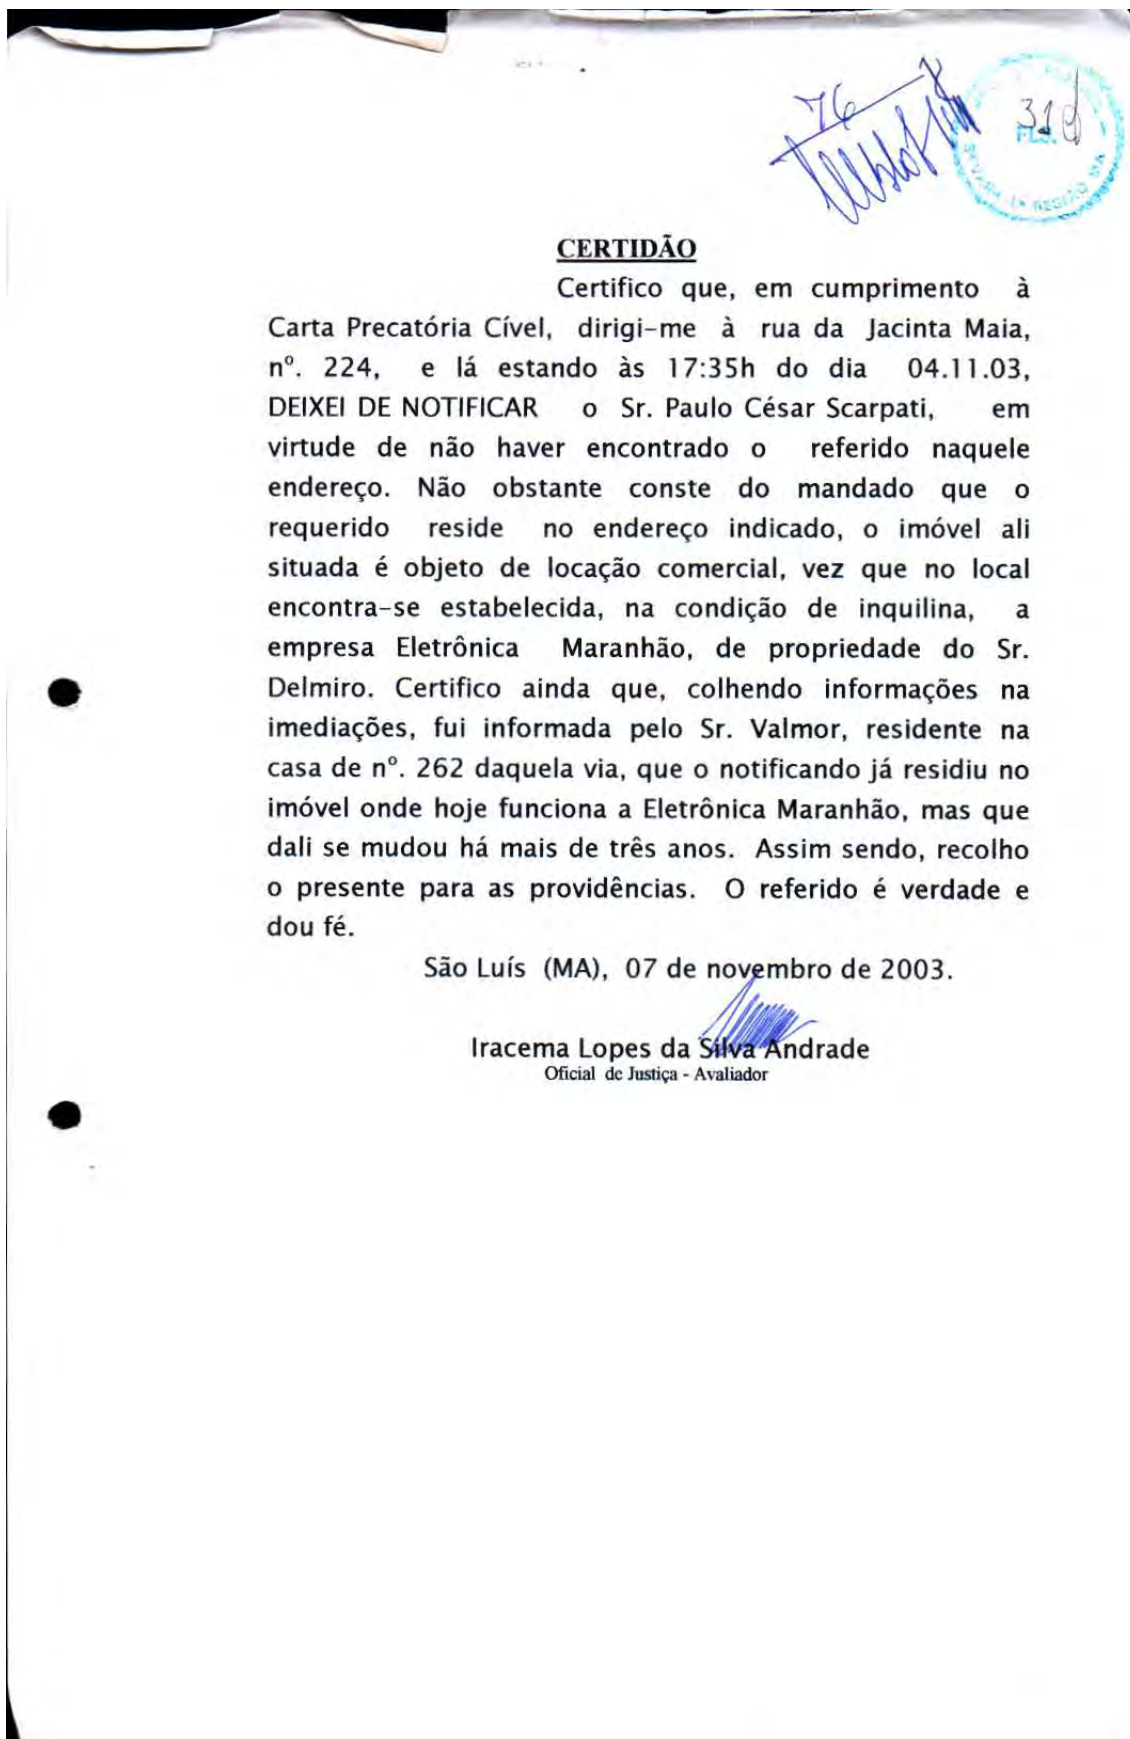 76
310
FLS.
REGIÃO MA
CERTIDÃO
Certifico que, em cumprimento à
Carta Precatória Cível, dirigi-me à rua da Jacinta Maia,
nº. 224, e lá estando às 17:35h do dia 04.11.03,
DEIXEI DE NOTIFICAR o Sr. Paulo César Scarpati, em
virtude de não haver encontrado o referido naquele
endereço. Não obstante conste do mandado que o
requerido reside no endereço indicado, o imóvel ali
situada é objeto de locação comercial, vez que no local
encontra-se estabelecida, na condição de inquilina, a
empresa Eletrônica Maranhão, de propriedade do Sr.
Delmiro. Certifico ainda que, colhendo informações na
imediações, fui informada pelo Sr. Valmor, residente na
casa de nº. 262 daquela via, que o notificando já residiu no
imóvel onde hoje funciona a Eletrônica Maranhão, mas que
dali se mudou há mais de três anos. Assim sendo, recolho
o presente para as providências. O referido é verdade e
dou fé.
São Luís (MA), 07 de novembro de 2003.
Iracema Lopes da Silva Andrade
Oficial de Justiça - Avaliador